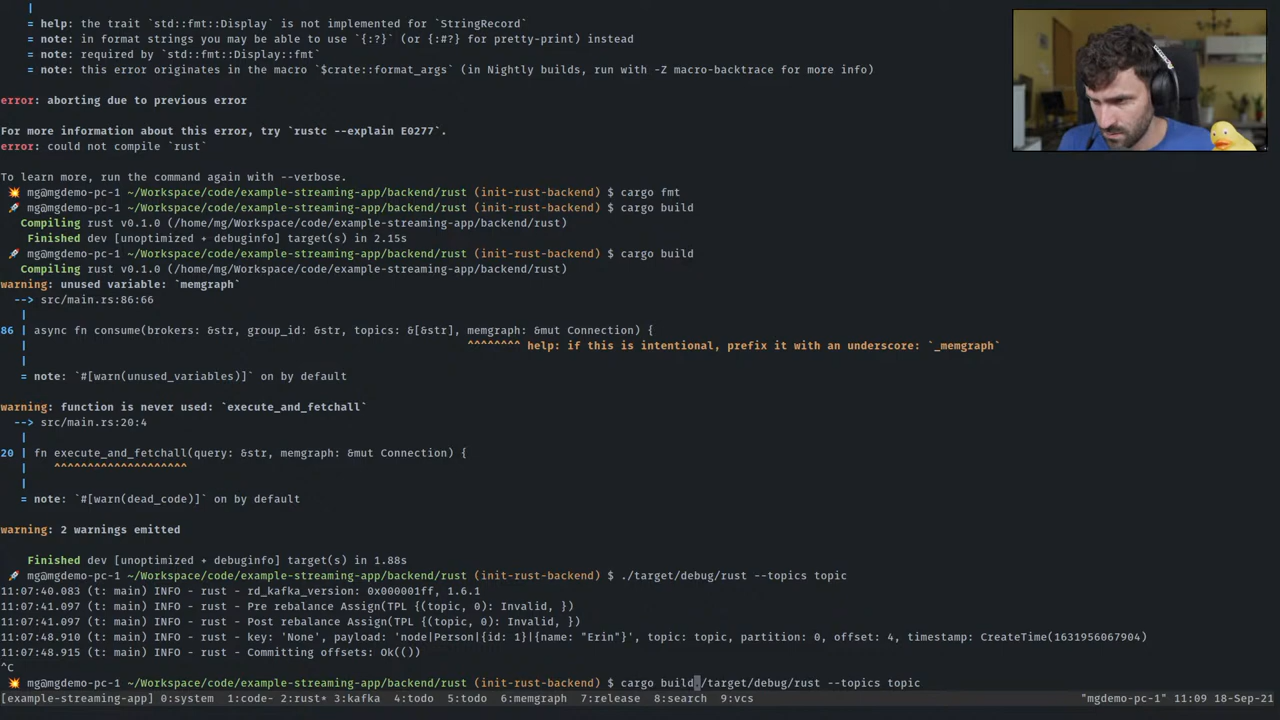 |
= help: the trait `std::fmt::Display` is not implemented for `StringRecord`
= note: in format strings you may be able to use `{:?}` (or {:#?} for pretty-print) instead
= note: required by `std::fmt::Display::fmt`
= note: this error originates in the macro `$crate::format_args` (in Nightly builds, run with -Z macro-backtrace for more info)
error: aborting due to previous error
For more information about this error, try `rustc --explain E0277`.
error: could not compile `rust`
To learn more, run the command again with --verbose.
mg@mgdemo-pc-1 ~/Workspace/code/example-streaming-app/backend/rust (init-rust-backend) $ cargo fmt
mg@mgdemo-pc-1 ~/Workspace/code/example-streaming-app/backend/rust (init-rust-backend) $ cargo build
Compiling rust v0.1.0 (/home/mg/Workspace/code/example-streaming-app/backend/rust)
Finished dev [unoptimized + debuginfo] target(s) in 2.15s
mg@mgdemo-pc-1 ~/Workspace/code/example-streaming-app/backend/rust (init-rust-backend) $ cargo build
Compiling rust v0.1.0 (/home/mg/Workspace/code/example-streaming-app/backend/rust)
warning: unused variable: `memgraph`
--> src/main.rs:86:66
|
86 | async fn consume(brokers: &str, group_id: &str, topics: &[&str], memgraph: &mut Connection) {
| ^^^^^^^^ help: if this is intentional, prefix it with an underscore: `_memgraph`
|
= note: `#[warn(unused_variables)]` on by default
warning: function is never used: `execute_and_fetchall`
--> src/main.rs:20:4
|
20 | fn execute_and_fetchall(query: &str, memgraph: &mut Connection) {
| ^^^^^^^^^^^^^^^^^^^^
|
= note: `#[warn(dead_code)]` on by default
warning: 2 warnings emitted
Finished dev [unoptimized + debuginfo] target(s) in 1.88s
mg@mgdemo-pc-1 ~/Workspace/code/example-streaming-app/backend/rust (init-rust-backend) $ ./target/debug/rust --topics topic
11:07:40.083 (t: main) INFO - rust - rd_kafka_version: 0x000001ff, 1.6.1
11:07:41.097 (t: main) INFO - rust - Pre rebalance Assign(TPL {(topic, 0): Invalid, })
11:07:41.097 (t: main) INFO - rust - Post rebalance Assign(TPL {(topic, 0): Invalid, })
11:07:48.910 (t: main) INFO - rust - key: 'None', payload: 'node|Person|{id: 1}|{name: "Erin"}', topic: topic, partition: 0, offset: 4, timestamp: CreateTime(1631956067904)
11:07:48.915 (t: main) INFO - rust - Committing offsets: Ok(())
^C
mg@mgdemo-pc-1 ~/Workspace/code/example-streaming-app/backend/rust (init-rust-backend) $ cargo build./target/debug/rust --topics topic
[example-streaming-app] 0:system 1:code- 2:rust* 3:kafka 4:todo 5:todo 6:memgraph 7:release 8:search 9:vcs "mgdemo-pc-1" 11:09 18-Sep-21